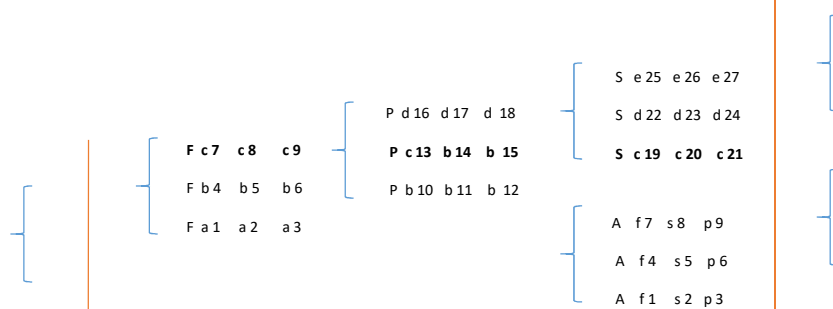 F c 7 c 8 c 9
F b 4 b 5 b 6
F a 1 a 2 a 3
P d 16 d 17 d 18
P c 13 b 14 b 15
P b 10 b 11 b 12
S e 25 e 26 e 27
S d 22 d 23 d 24
S c 19 c 20 c 21
A f 7 s 8 p 9
A f 4 s 5 p 6
A f 1 s 2 p 3